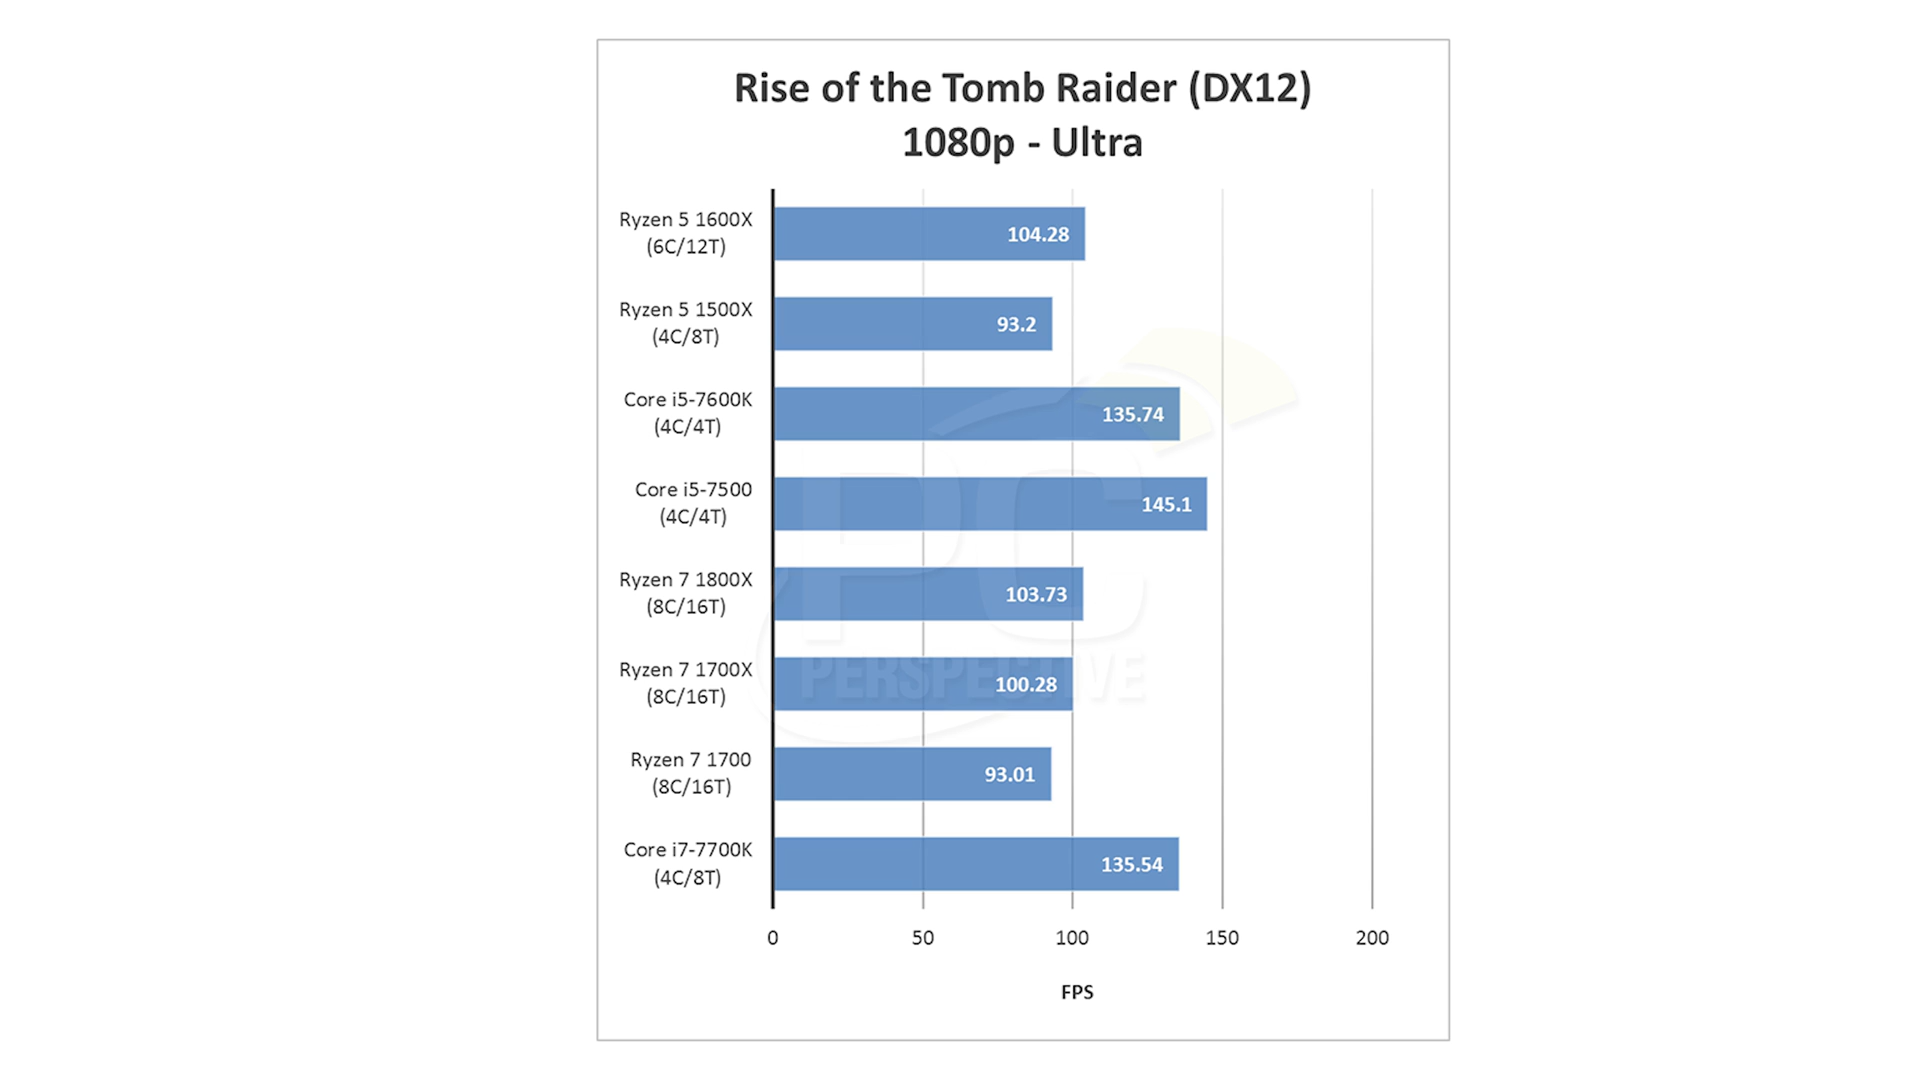 Rise of the Tomb Raider (DX12)
1080p - Ultra
Ryzen 5 1600X
(6C/12T)
104.28
Ryzen 5 1500X
(4C/8T)
93.2
Core i5-7600K
(4C/4T)
135.74
Core i5-7500
(4C/4T)
145.1
Ryzen 7 1800X
(8C/16T)
103.73
Ryzen 7 1700X
(8C/16T)
100.28
Ryzen 7 1700
(8C/16T)
93.01
Core i7-7700K
(4C/8T)
135.54
0 50 100 150 200
FPS
PC
PERSPECTIVE